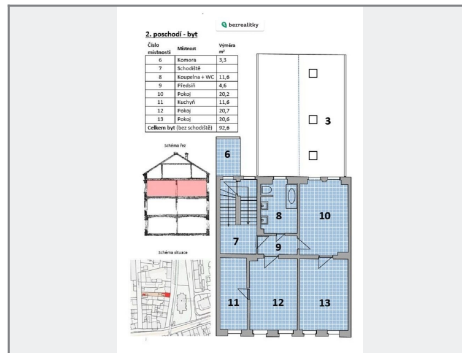 bezrealitky
2. poschodí - byt
Číslo místnosti Místnost Výměra m²
6 Komora 3,3
7 Schodiště
8 Koupelna + WC 11,8
9 Předsíň 4,6
10 Pokoj 20,2
11 Kuchyň 11,6
12 Pokoj 20,7
13 Pokoj 20,6
Celkem byt (bez schodiště) 92,8
Schéma řez
3
6
8
10
7
9
Schéma situace
11
12
13